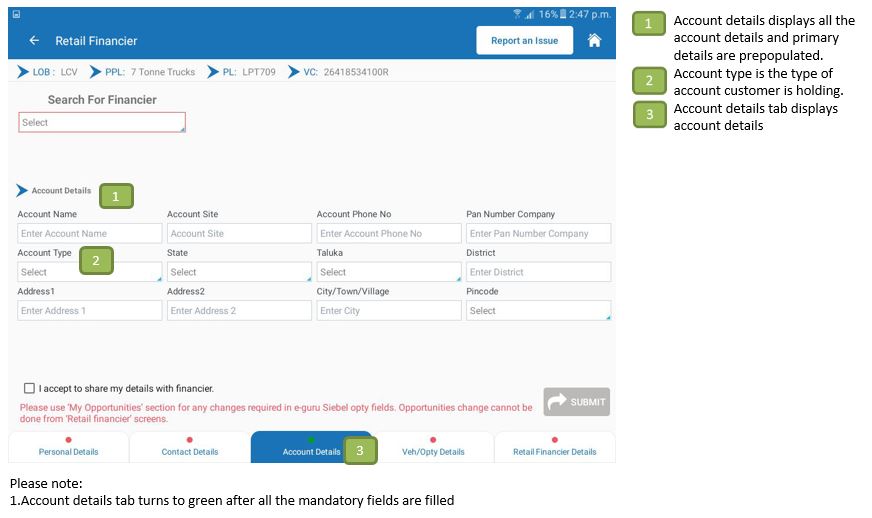 16% 2:47 p.m.
Retail Financier
Report an Issue
LOB : LCV PPL: 7 Tonne Trucks PL: LPT709 VC: 26418534100R
Search For Financier
Select
Account Details 1
Account Name Account Site Account Phone No Pan Number Company
Enter Account Name Account Site Enter Account Phone No Enter Pan Number Company
Account Type 2 State Taluka District
Select Select Select Enter District
Address1 Address2 City/Town/Village Pincode
Enter Address 1 Enter Address 2 Enter City Select
I accept to share my details with financier.
Please use 'My Opportunities' section for any changes required in e-guru Siebel opty fields. Opportunities change cannot be
done from 'Retail financier' screens.
SUBMIT
Personal Details Contact Details Account Details 3 Veh/Opty Details Retail Financier Details
1 Account details displays all the
account details and primary
details are prepopulated.
2 Account type is the type of
account customer is holding.
3 Account details tab displays
account details
Please note:
1.Account details tab turns to green after all the mandatory fields are filled